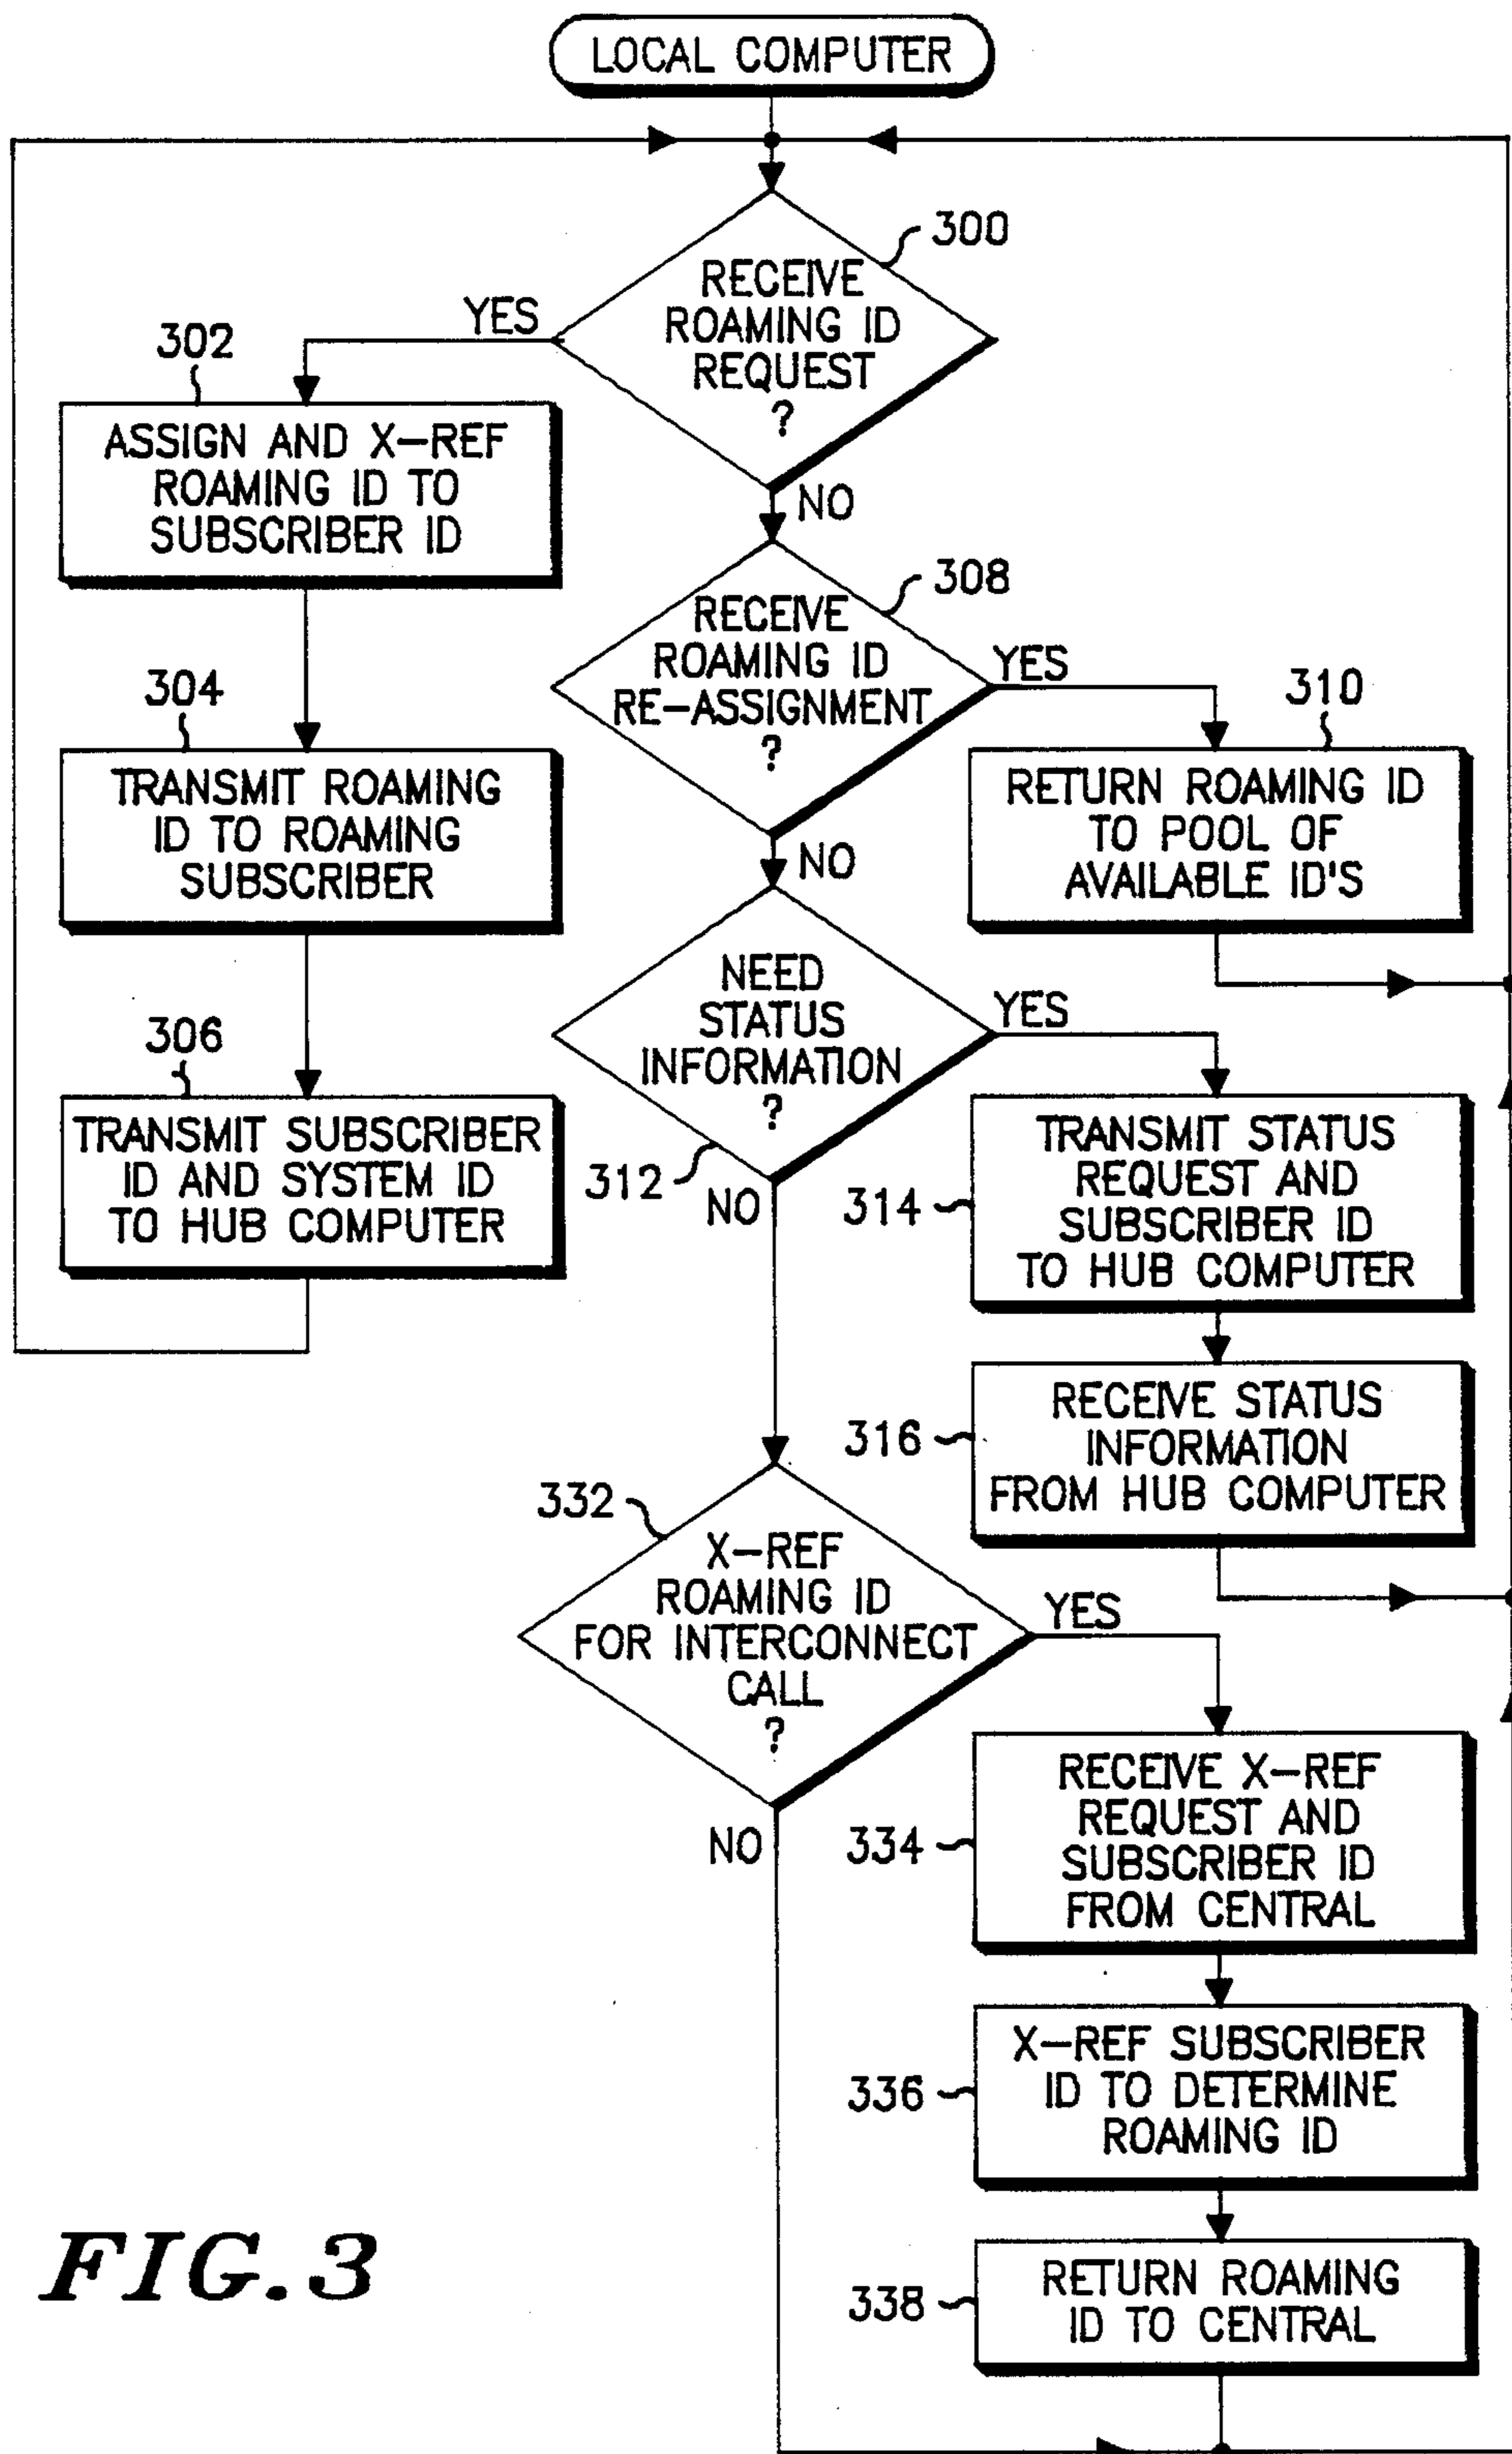 LOCAL COMPUTER
300
RECEIVE
ROAMING ID
REQUEST
?
YES
NO
302
ASSIGN AND X-REF
ROAMING ID TO
SUBSCRIBER ID
304
TRANSMIT ROAMING
ID TO ROAMING
SUBSCRIBER
306
TRANSMIT SUBSCRIBER
ID AND SYSTEM ID
TO HUB COMPUTER
308
RECEIVE
ROAMING ID
RE-ASSIGNMENT
?
YES
NO
310
RETURN ROAMING ID
TO POOL OF
AVAILABLE ID'S
NEED
STATUS
INFORMATION
?
312
YES
NO
314
TRANSMIT STATUS
REQUEST AND
SUBSCRIBER ID
TO HUB COMPUTER
316
RECEIVE STATUS
INFORMATION
FROM HUB COMPUTER
332
X-REF
ROAMING ID
FOR INTERCONNECT
CALL
?
YES
NO
334
RECEIVE X-REF
REQUEST AND
SUBSCRIBER ID
FROM CENTRAL
336
X-REF SUBSCRIBER
ID TO DETERMINE
ROAMING ID
338
RETURN ROAMING
ID TO CENTRAL
FIG.3